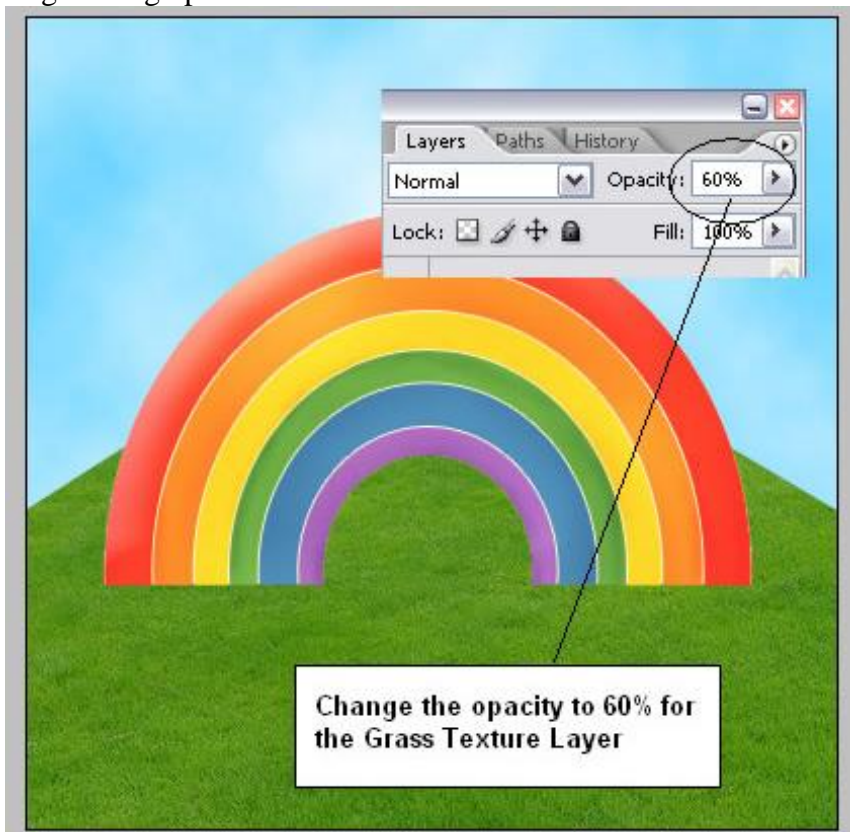 Layers Paths History
Normal Opacity: 60%
Lock: Fill: 100%
Change the opacity to 60% for
the Grass Texture Layer